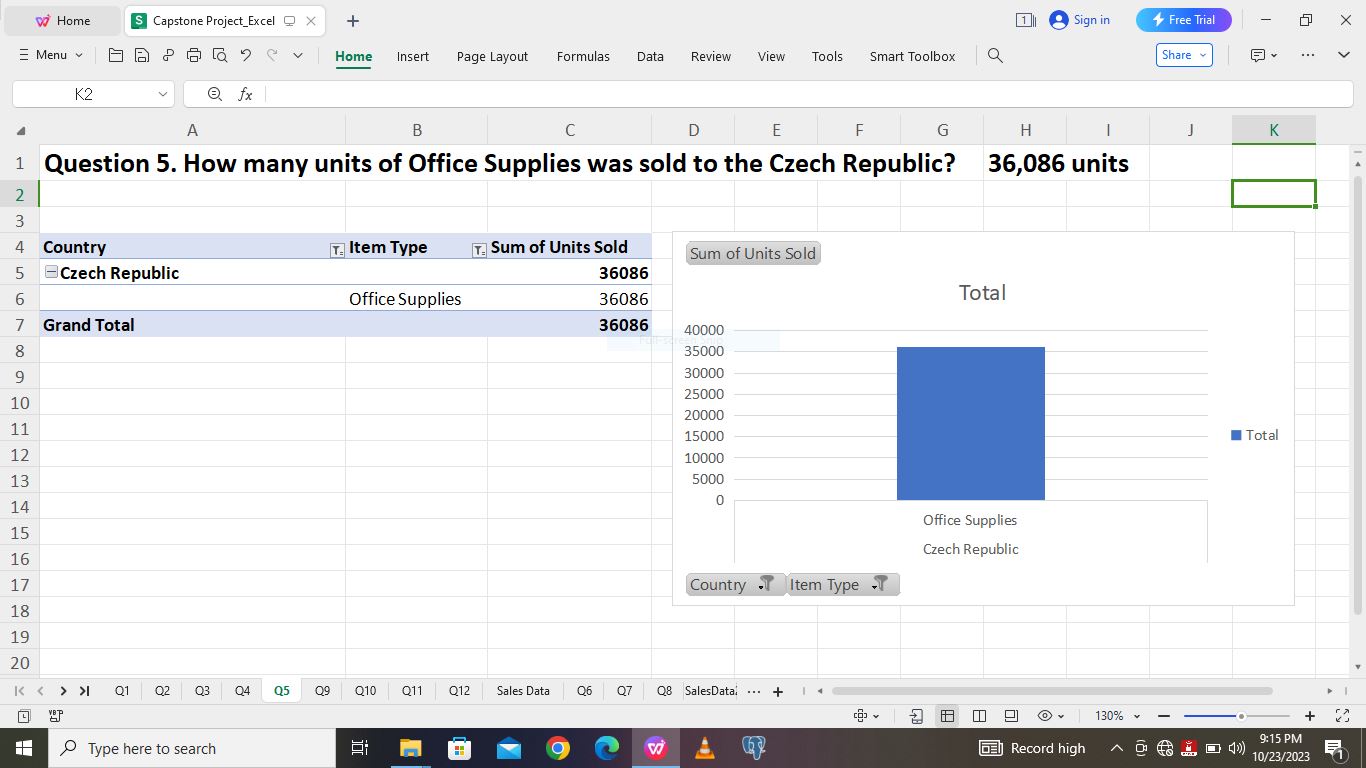 Home
Capstone Project_Excel
1
Sign in
Free Trial
Menu
Home Insert Page Layout Formulas Data Review View Tools Smart Toolbox
Share
K2
fx
A B C D E F G H I J K
1 Question 5. How many units of Office Supplies was sold to the Czech Republic? 36,086 units
2
3
4 Country Item Type Sum of Units Sold
5 Czech Republic 36086
6 Office Supplies 36086
7 Grand Total 36086
8
9
10
11
12
13
14
15
16
17
18
19
20
Sum of Units Sold
Total
40000
35000
30000
25000
20000
15000
10000
5000
0
Office Supplies
Czech Republic
Total
Country Item Type
Full-screen Snip
Q1 Q2 Q3 Q4 Q5 Q9 Q10 Q11 Q12 Sales Data Q6 Q7 Q8 SalesData2
130%
Type here to search
Record high
9:15 PM
10/23/2023
1